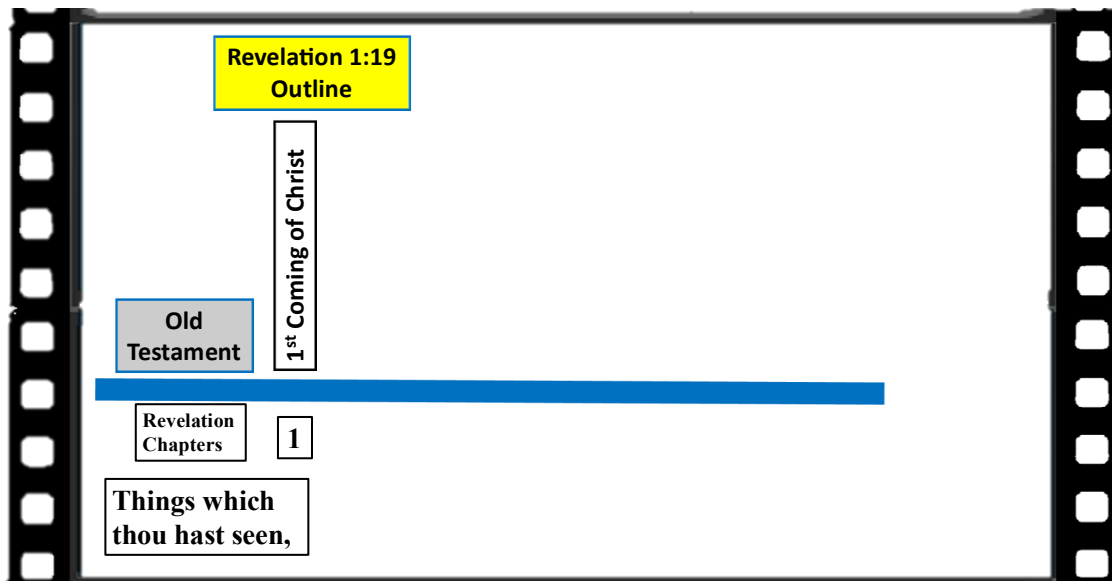 Revelation 1:19
Outline
1st Coming of Christ
Old
Testament
Revelation
Chapters
1
Things which
thou hast seen,